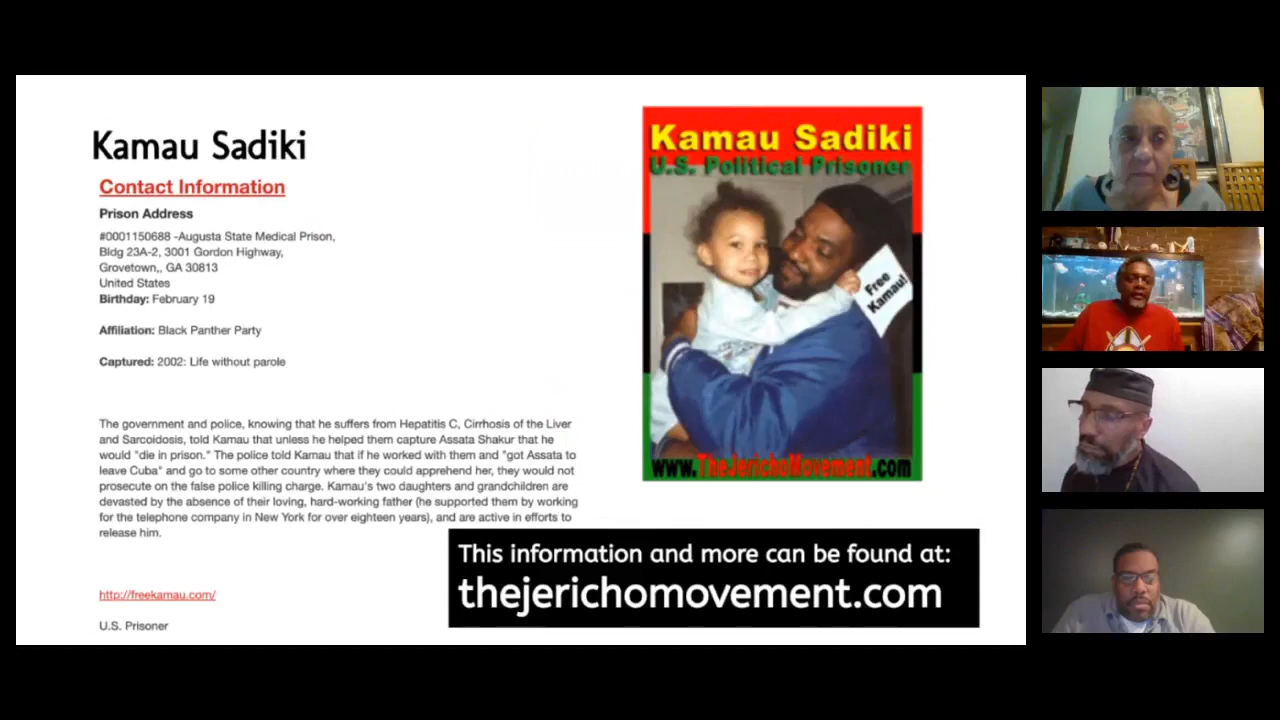 Kamau Sadiki
Contact Information
Prison Address
#0001150688 -Augusta State Medical Prison,
Bldg 23A-2, 3001 Gordon Highway,
Grovetown,, GA 30813
United States
Birthday: February 19
Affiliation: Black Panther Party
Captured: 2002: Life without parole
The government and police, knowing that he suffers from Hepatitis C, Cirrhosis of the Liver
and Sarcoidosis, told Kamau that unless he helped them capture Assata Shakur that he
would "die in prison." The police told Kamau that if he worked with them and "got Assata to
leave Cuba" and go to some other country where they could apprehend her, they would not
prosecute on the false police killing charge. Kamau's two daughters and grandchildren are
devasted by the absence of their loving, hard-working father (he supported them by working
for the telephone company in New York for over eighteen years), and are active in efforts to
release him.
http://freekamau.com/
U.S. Prisoner
Kamau Sadiki
U.S. Political Prisoner
Free
Kamau!
www.TheJerichoMovement.com
This information and more can be found at:
thejerichomovement.com